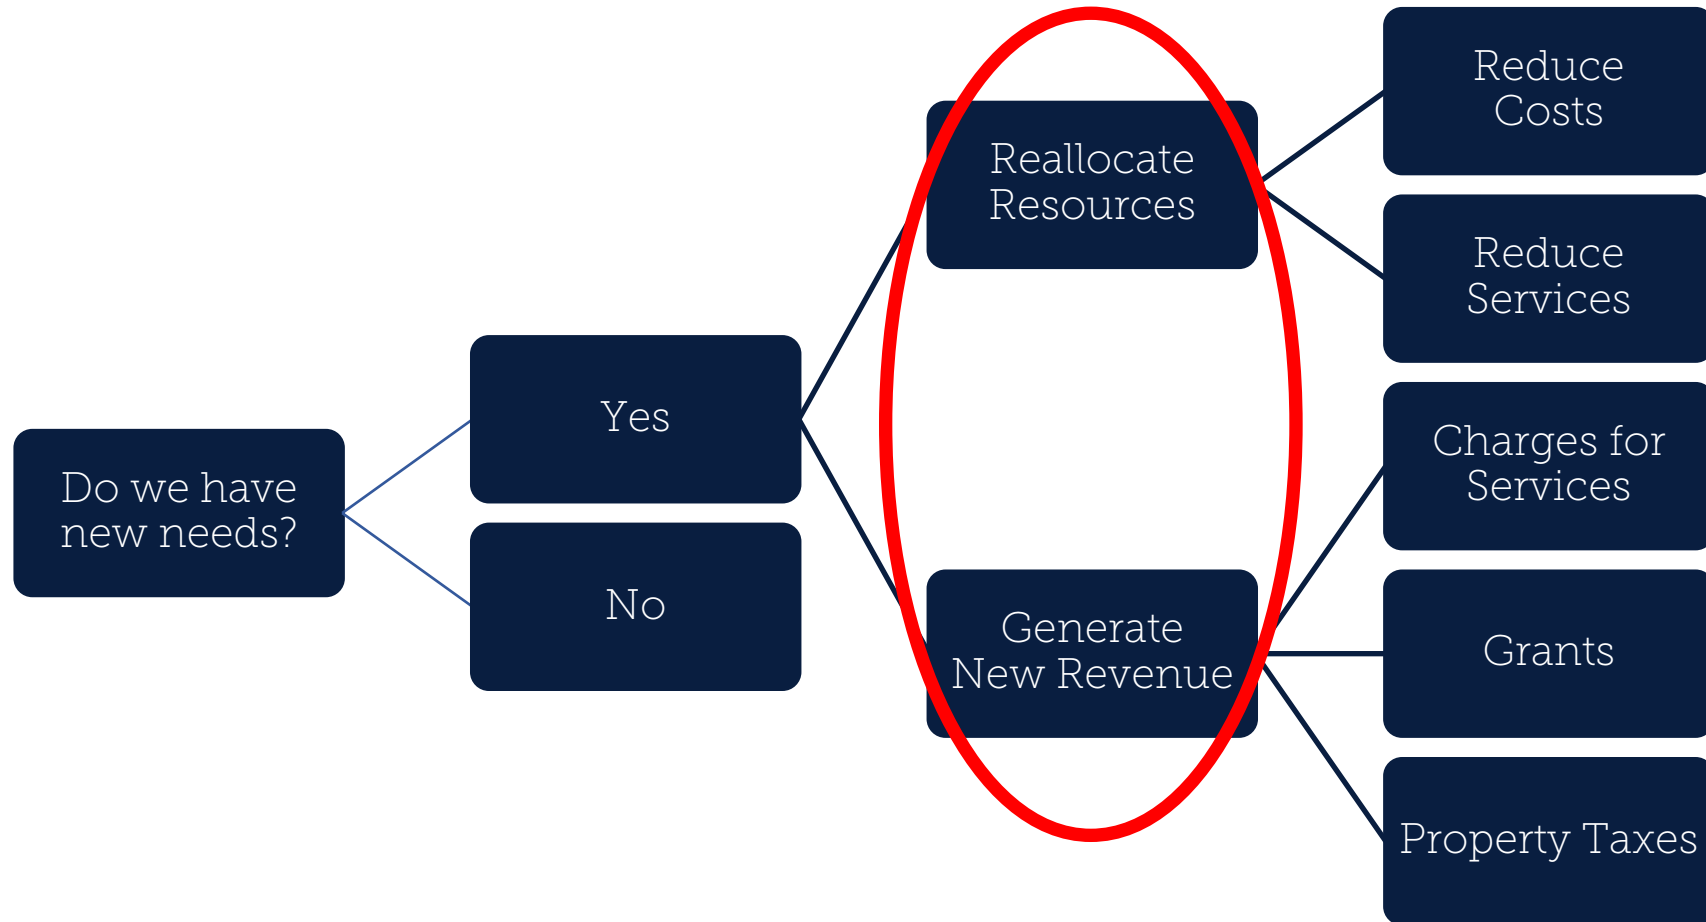 Do we have
new needs?
Yes
No
Reallocate
Resources
Generate
New Revenue
Reduce
Costs
Reduce
Services
Charges for
Services
Grants
Property Taxes